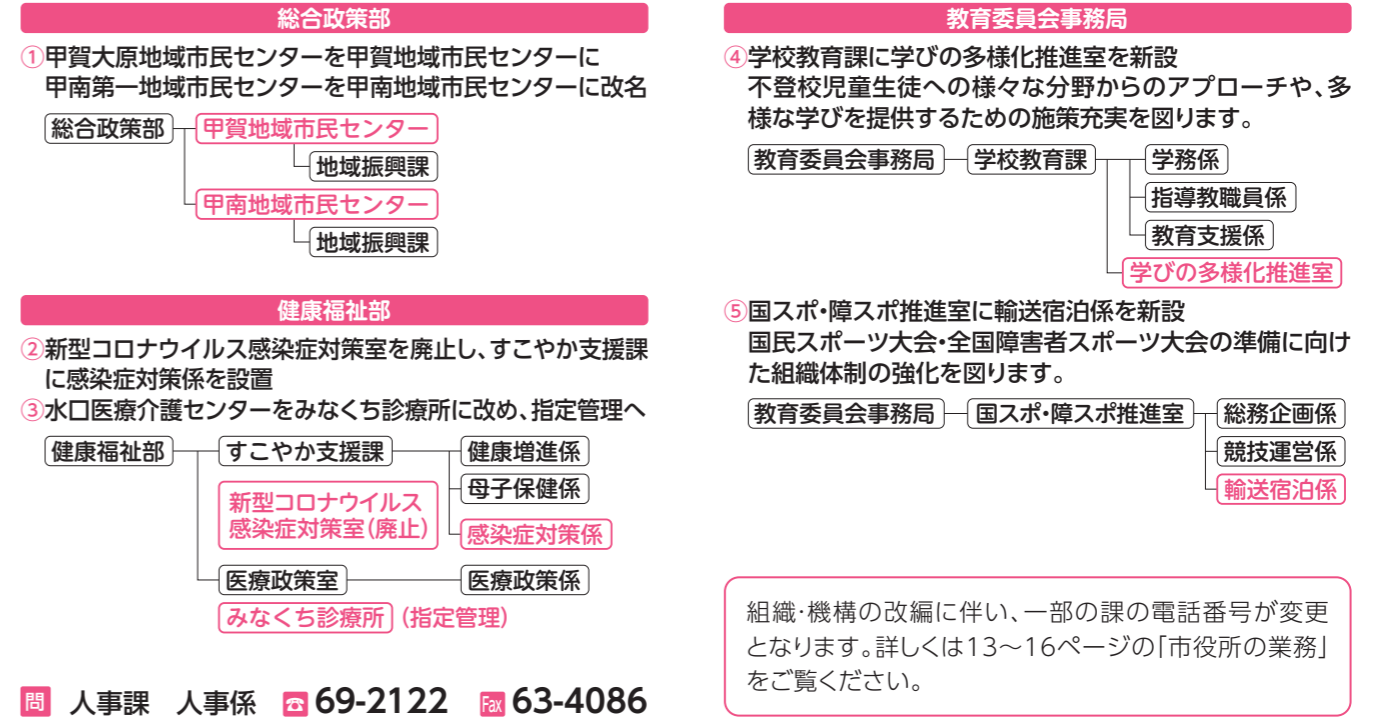 総合政策部
①甲賀大原地域市民センターを甲賀地域市民センターに
甲南第一地域市民センターを甲南地域市民センターに改名
総合政策部
甲賀地域市民センター
地域振興課
甲南地域市民センター
地域振興課
健康福祉部
②新型コロナウイルス感染症対策室を廃止し、すこやか支援課
に感染症対策係を設置
③水口医療介護センターをみなくち診療所に改め、指定管理へ
健康福祉部
すこやか支援課
健康増進係
母子保健係
新型コロナウイルス
感染症対策室(廃止)
感染症対策係
医療政策室
医療政策係
みなくち診療所 (指定管理)
問 人事課 人事係 ☎ 69-2122 Fax 63-4086
教育委員会事務局
④学校教育課に学びの多様化推進室を新設
不登校児童生徒への様々な分野からのアプローチや、多
様な学びを提供するための施策充実を図ります。
教育委員会事務局
学校教育課
学務係
指導教職員係
教育支援係
学びの多様化推進室
⑤国スポ・障スポ推進室に輸送宿泊係を新設
国民スポーツ大会・全国障害者スポーツ大会の準備に向け
た組織体制の強化を図ります。
教育委員会事務局
国スポ・障スポ推進室
総務企画係
競技運営係
輸送宿泊係
組織・機構の改編に伴い、一部の課の電話番号が変更
となります。詳しくは13～16ページの「市役所の業務」
をご覧ください。